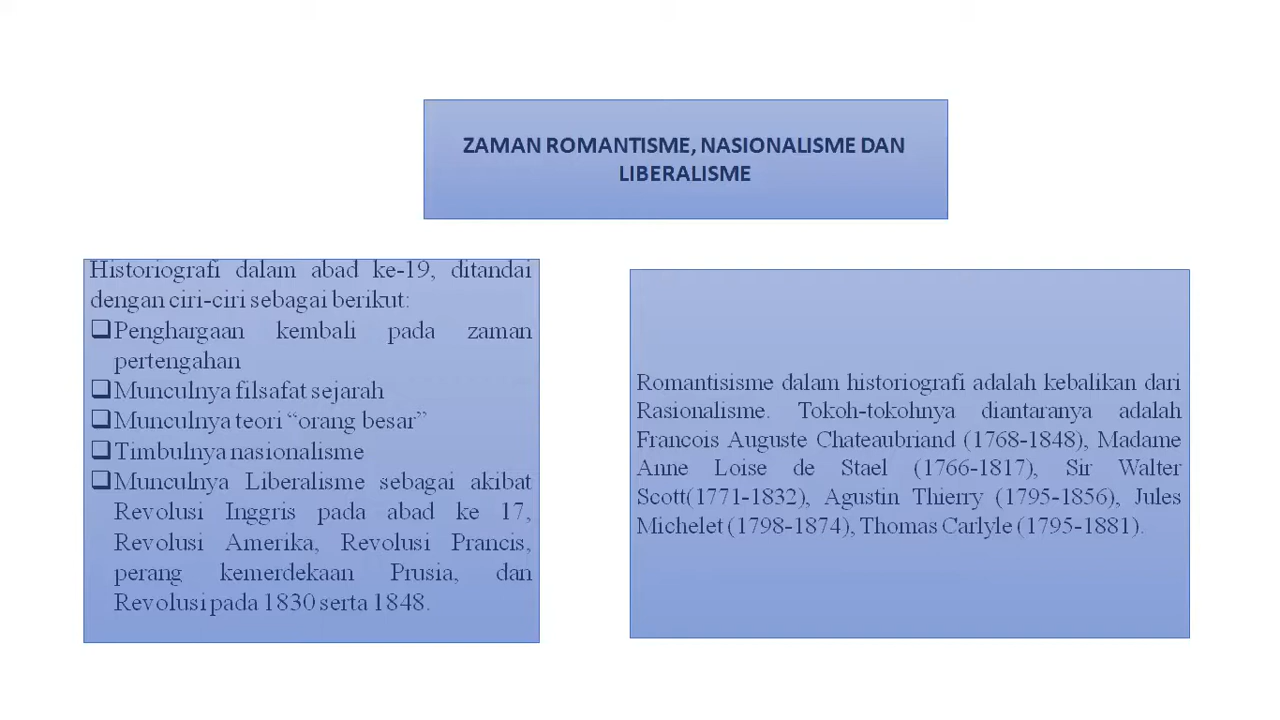 ZAMAN ROMANTISME, NASIONALISME DAN
LIBERALISME
Historiografi dalam abad ke-19, ditandai
dengan ciri-ciri sebagai berikut:
❑Penghargaan kembali pada zaman
pertengahan
❑Munculnya filsafat sejarah
❑Munculnya teori “orang besar”
❑Timbulnya nasionalisme
❑Munculnya Liberalisme sebagai akibat
Revolusi Inggris pada abad ke 17,
Revolusi Amerika, Revolusi Prancis,
perang kemerdekaan Prusia, dan
Revolusi pada 1830 serta 1848.
Romantisisme dalam historiografi adalah kebalikan dari
Rasionalisme. Tokoh-tokohnya diantaranya adalah
Francois Auguste Chateaubriand (1768-1848), Madame
Anne Loise de Stael (1766-1817), Sir Walter
Scott(1771-1832), Agustin Thierry (1795-1856), Jules
Michelet (1798-1874), Thomas Carlyle (1795-1881).